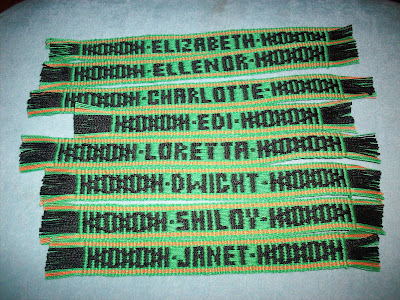 ELIZABETH
ELLENOR
CHARLOTTE
EDI
LORETTA
DWIGHT
SHILOY
JANET